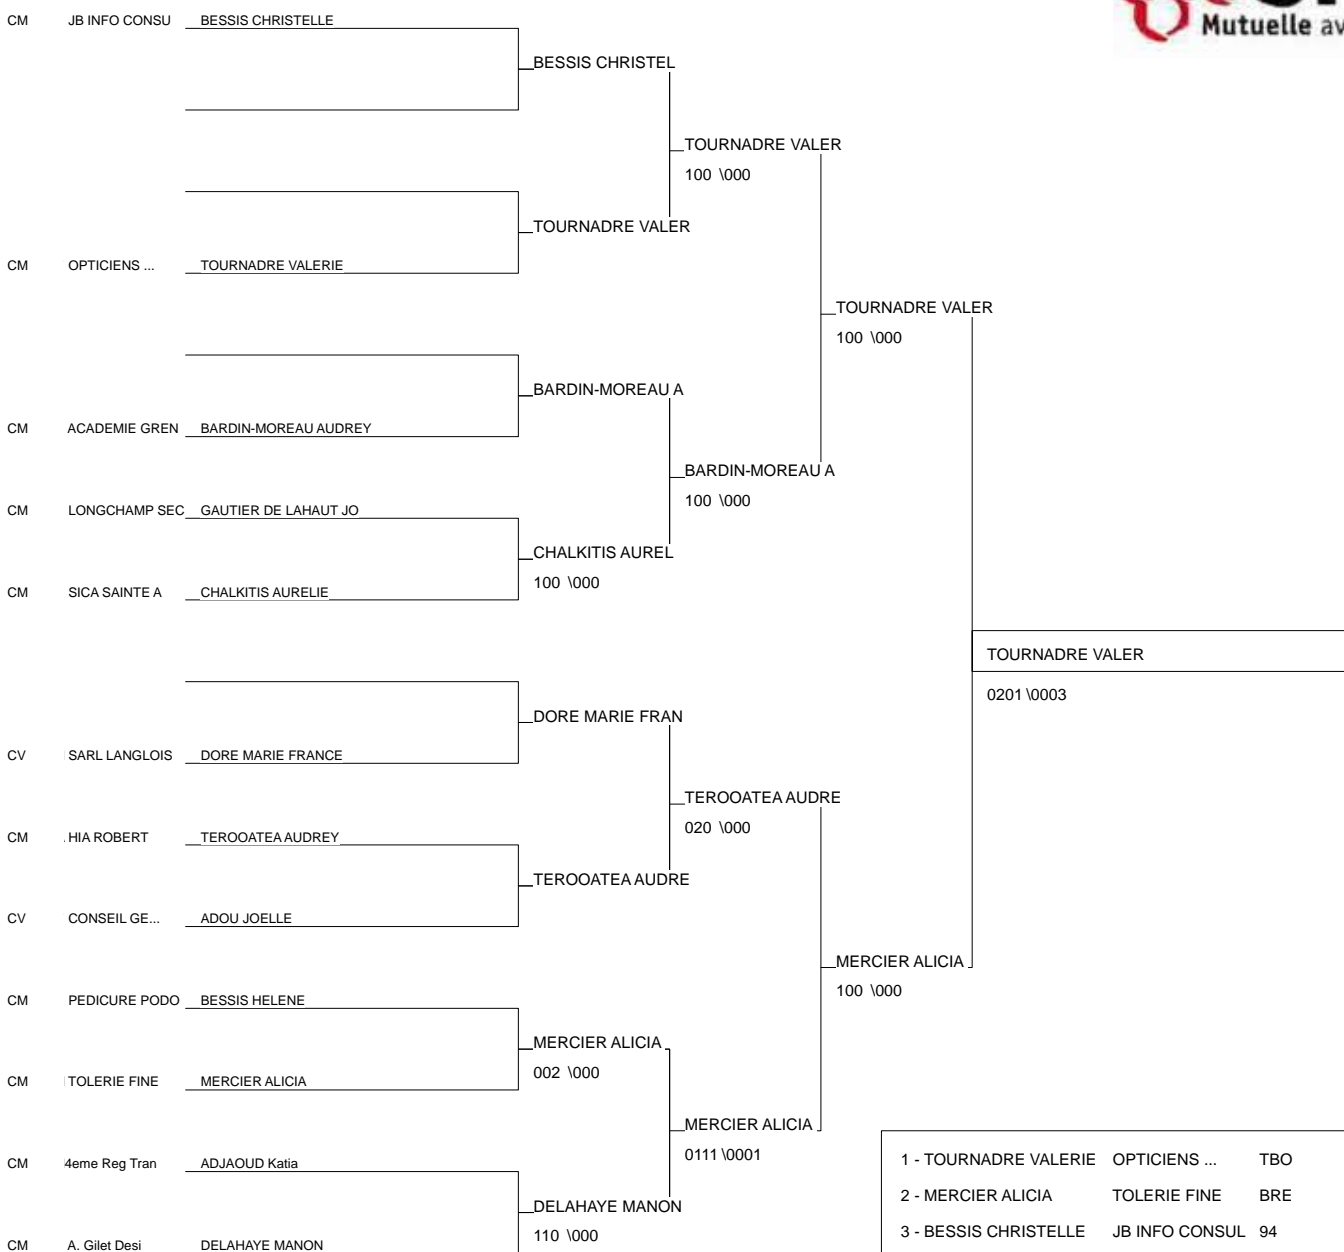 Mutuelle
CM JB INFO CONSU BESSIS CHRISTELLE
BESSIS CHRISTEL
TOURNADRE VALER
100 \000
TOURNADRE VALER
CM OPTICIENS ... TOURNADRE VALERIE
TOURNADRE VALER
100 \000
BARDIN-MOREAU A
CM ACADEMIE GREN BARDIN-MOREAU AUDREY
BARDIN-MOREAU A
100 \000
CM LONGCHAMP SEC GAUTIER DE LAHAUT JO
CHALKITIS AUREL
100 \000
CM SICA SAINTE A CHALKITIS AURELIE
TOURNADRE VALER
0201 \0003
DORE MARIE FRAN
CV SARL LANGLOIS DORE MARIE FRANCE
TEROOATEA AUDRE
020 \000
CM HIA ROBERT TEROOATEA AUDREY
TEROOATEA AUDRE
CV CONSEIL GE... ADOU JOELLE
MERCIER ALICIA
100 \000
CM PEDICURE PODO BESSIS HELENE
MERCIER ALICIA
002 \000
CM TOLERIE FINE MERCIER ALICIA
MERCIER ALICIA
0111 \0001
CM 4eme Reg Tran ADJAOUD Katia
DELAHAYE MANON
110 \000
CM A. Gilet Desi DELAHAYE MANON
1 - TOURNADRE VALERIE OPTICIENS ... TBO
2 - MERCIER ALICIA TOLERIE FINE BRE
3 - BESSIS CHRISTELLE JB INFO CONSUL 94